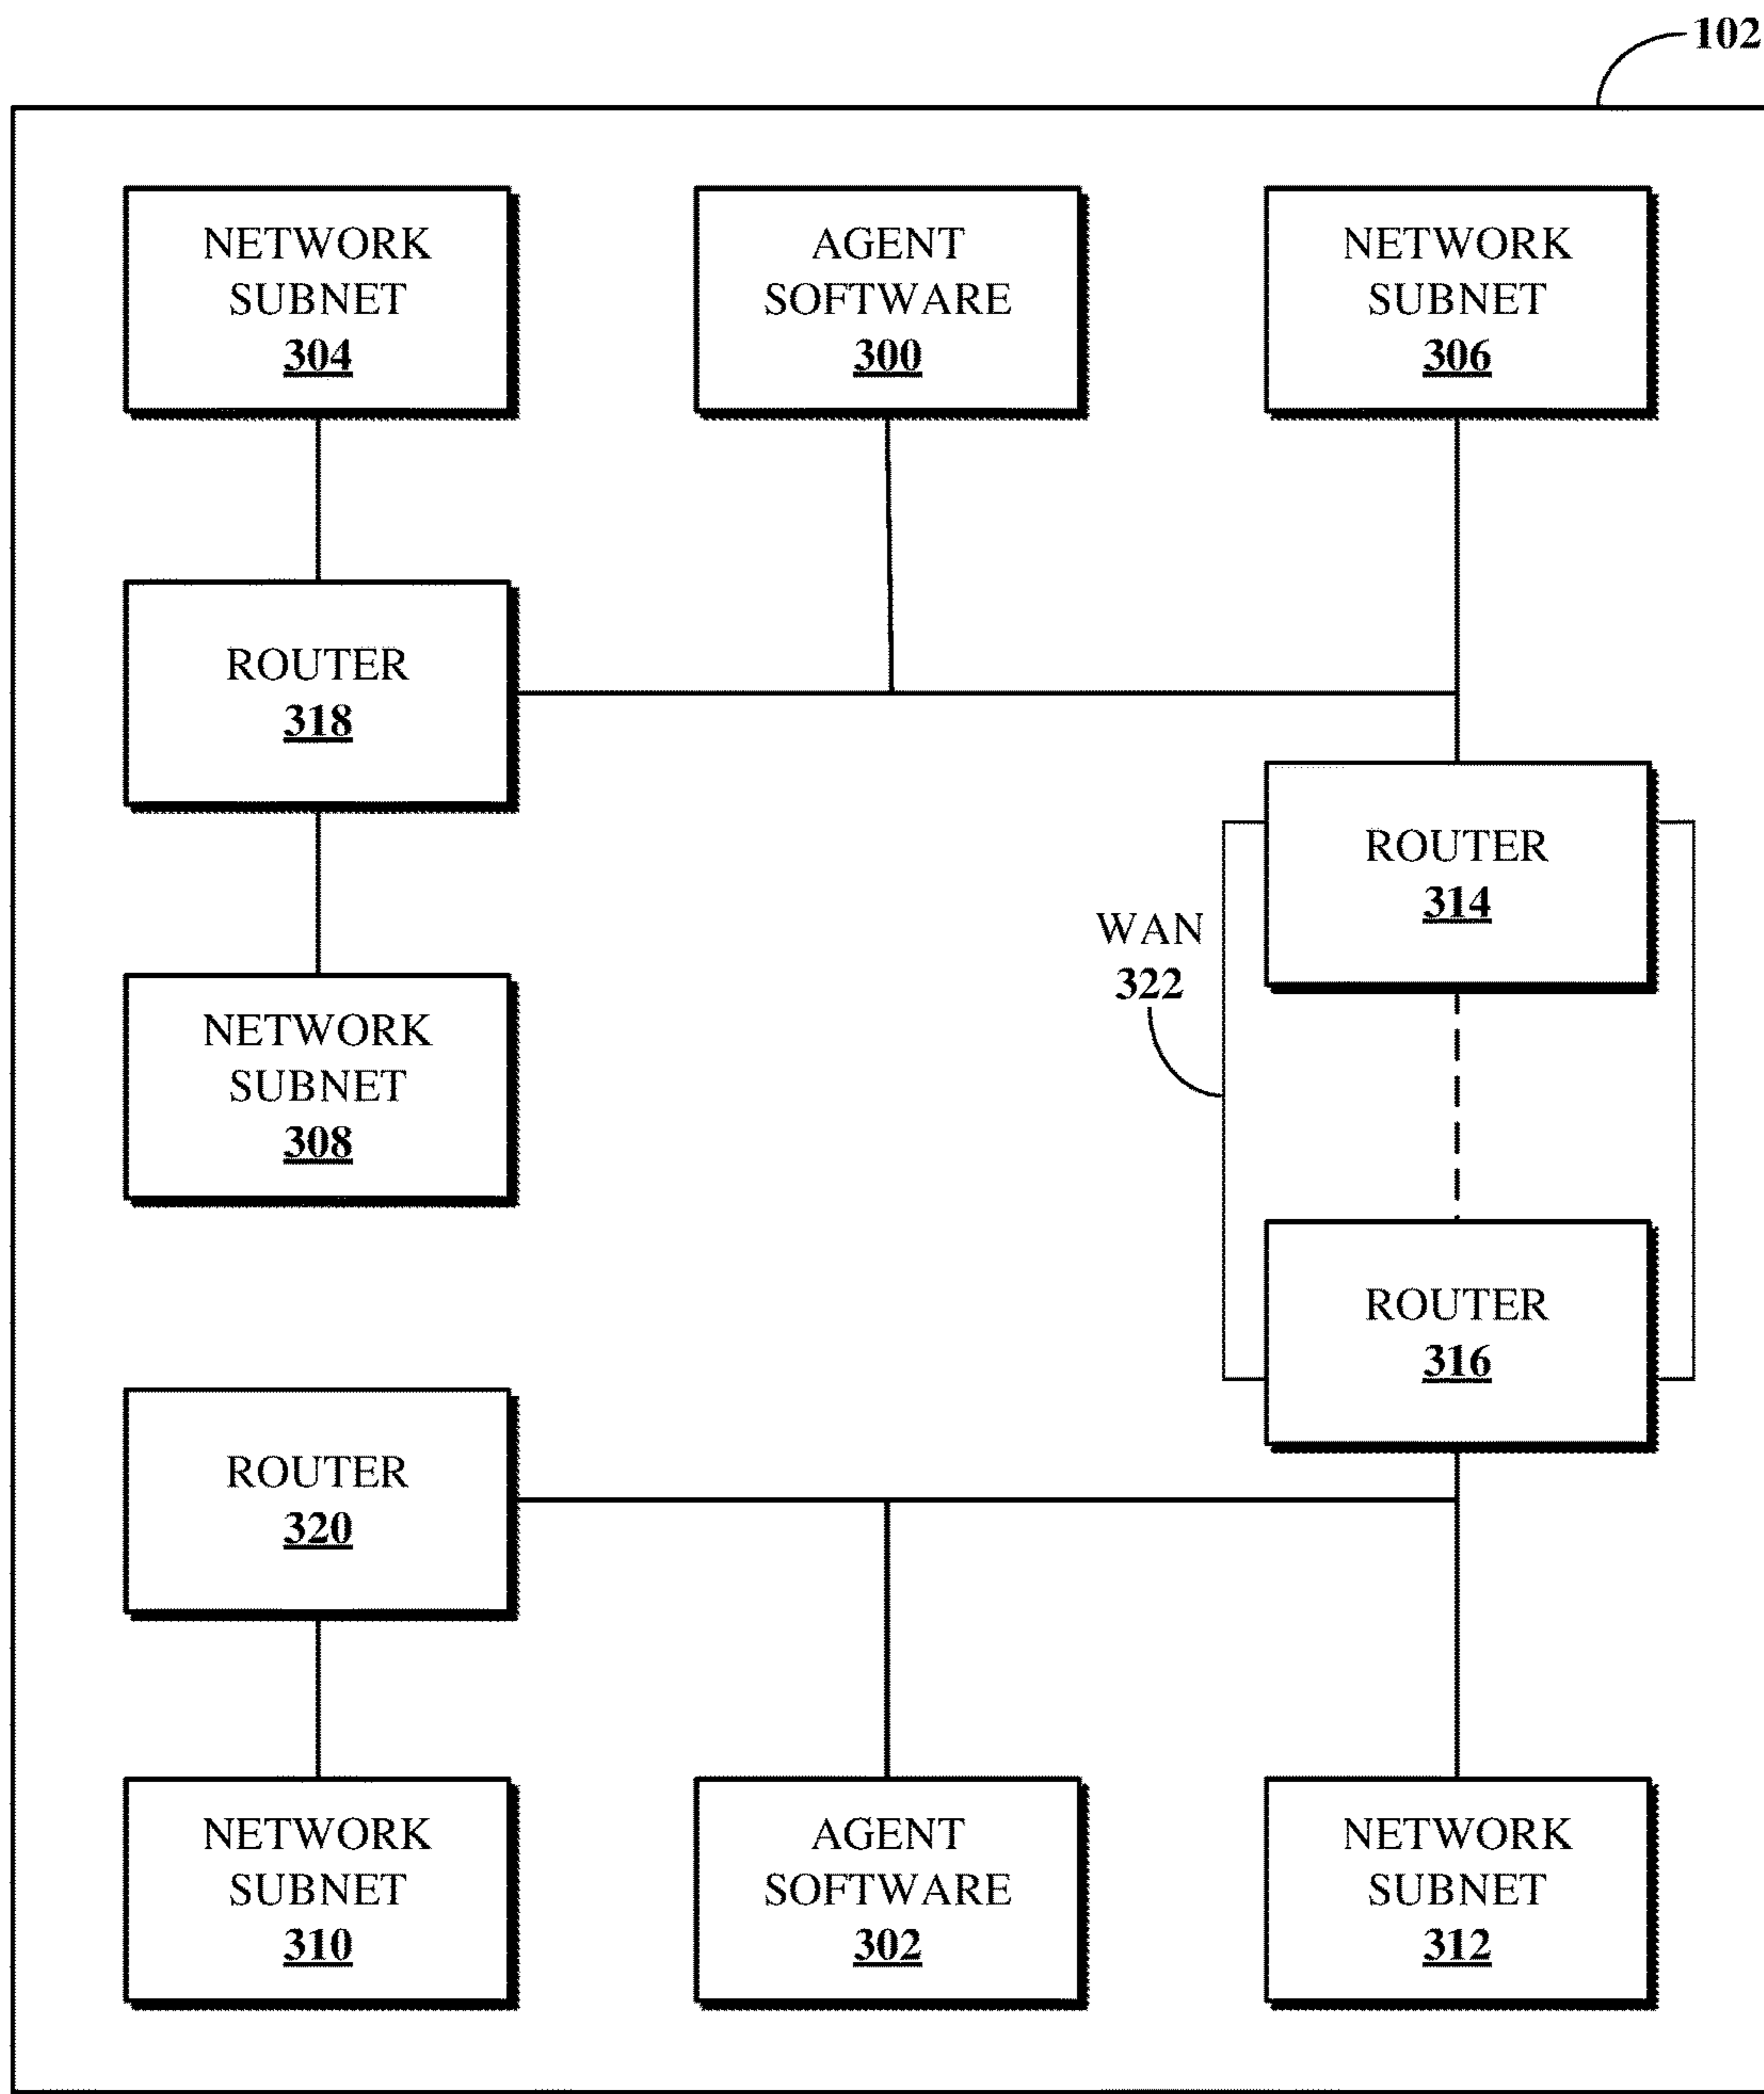 102
NETWORK
SUBNET
304
AGENT
SOFTWARE
300
NETWORK
SUBNET
306
ROUTER
318
ROUTER
314
WAN
322
NETWORK
SUBNET
308
ROUTER
316
ROUTER
320
NETWORK
SUBNET
310
AGENT
SOFTWARE
302
NETWORK
SUBNET
312